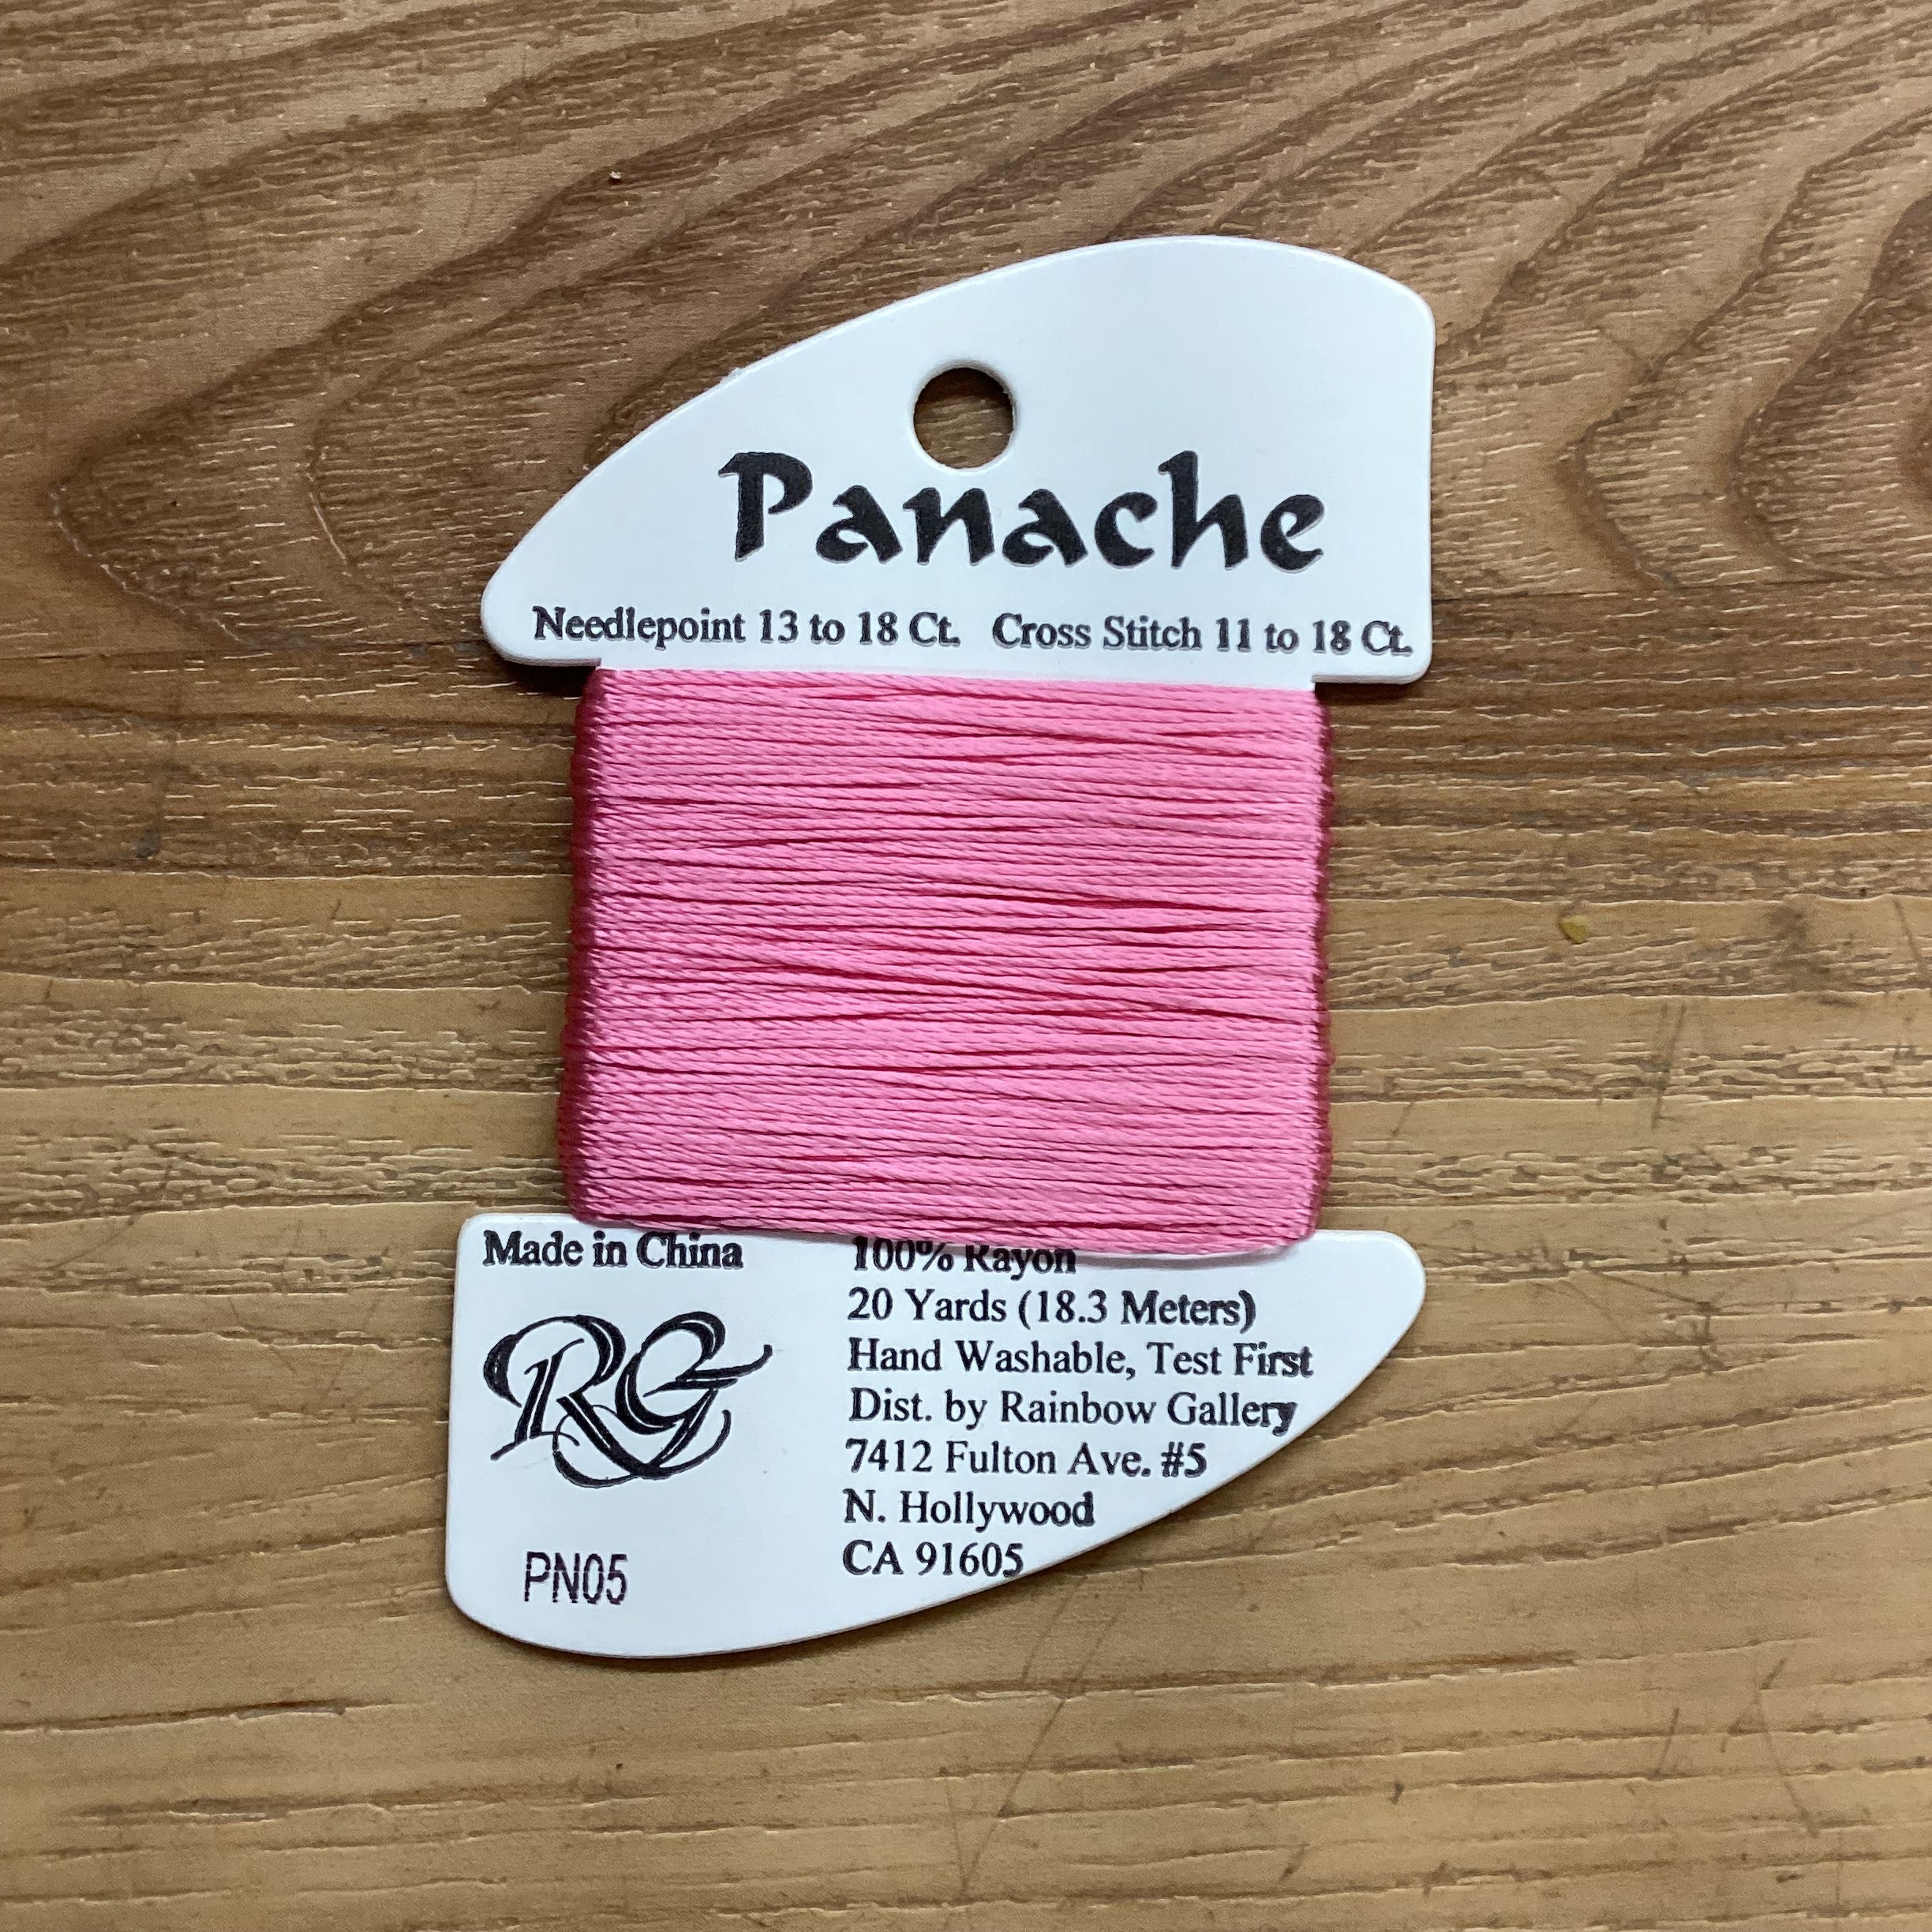 Panache
Needlepoint 13 to 18 Ct. Cross Stitch 11 to 18 Ct.
Made in China
RG
PN05
100% Rayon
20 Yards (18.3 Meters)
Hand Washable, Test First
Dist. by Rainbow Gallery
7412 Fulton Ave. #5
N. Hollywood
CA 91605